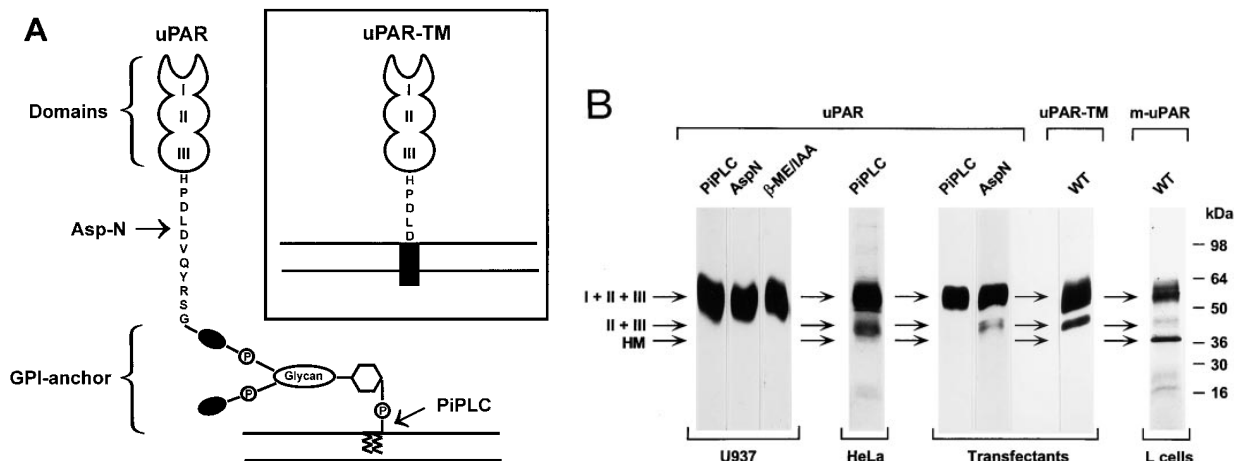 A
uPAR
Domains
I
II
III
H
P
D
L
D
V
Q
Y
R
S
G
Asp-N
GPI-anchor
P
P
Glycan
P
PiPLC
uPAR-TM
I
II
III
H
P
D
L
D
B
uPAR
uPAR-TM
m-uPAR
PiPLC
AspN
β-ME/IAA
PiPLC
PiPLC
AspN
WT
WT
kDa
98
64
50
36
30
16
I + II + III
II + III
HM
U937
HeLa
Transfectants
L cells